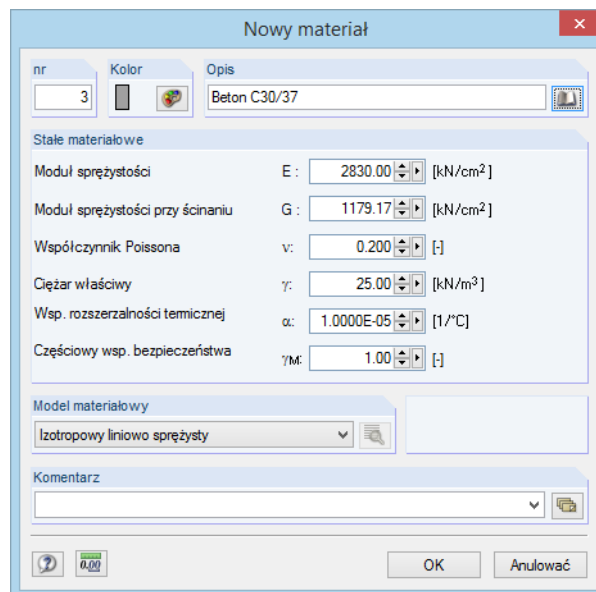 Nowy materiał
nr Kolor Opis
3 Beton C30/37
Stałe materiałowe
Moduł sprężystości E : 2830.00 [kN/cm²]
Moduł sprężystości przy ścinaniu G : 1179.17 [kN/cm²]
Współczynnik Poissona ν: 0.200 [-]
Ciężar właściwy γ: 25.00 [kN/m³]
Wsp. rozszerzalności termicznej α: 1.0000E-05 [1/°C]
Częściowy wsp. bezpieczeństwa γM: 1.00 [-]
Model materiałowy
Izotropowy liniowo sprężysty
Komentarz
0.00 OK Anulować